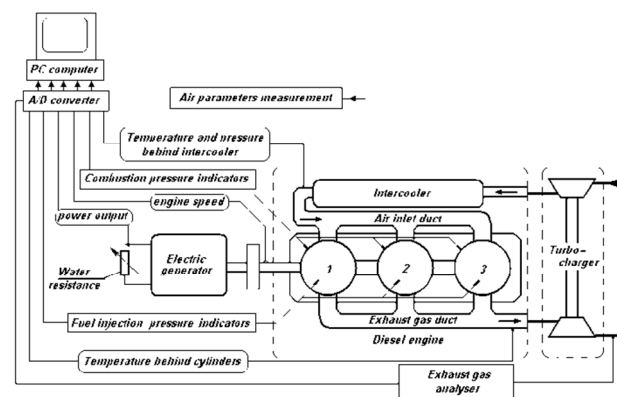 PC computer
A/D converter
Air parameters measurement
Temperature and pressure
behind intercooler
Combustion pressure indicators
Intercooler
engine speed
Air inlet duct
power output
Electric
generator
Turbo-
charger
1
2
3
Water
resistance
Fuel injection pressure indicators
Exhaust gas duct
Diesel engine
Temperature behind cylinders
Exhaust gas
analyser